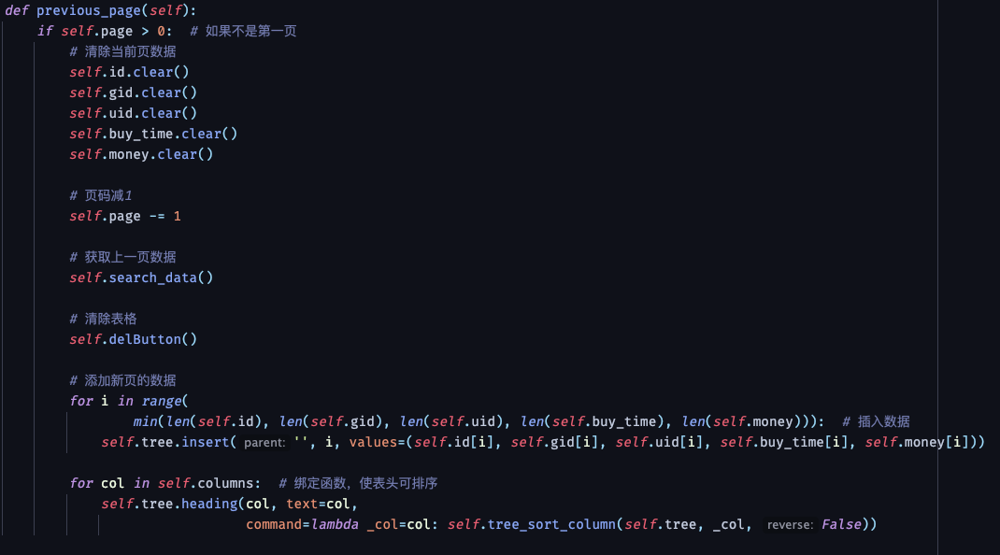 def previous_page(self):
    if self.page > 0:  # 如果不是第一页
        # 清除当前页数据
        self.id.clear()
        self.gid.clear()
        self.uid.clear()
        self.buy_time.clear()
        self.money.clear()

        # 页码减1
        self.page -= 1

        # 获取上一页数据
        self.search_data()

        # 清除表格
        self.delButton()

        # 添加新页的数据
        for i in range(
                min(len(self.id), len(self.gid), len(self.uid), len(self.buy_time), len(self.money))):  # 插入数据
            self.tree.insert( parent: '', i, values=(self.id[i], self.gid[i], self.uid[i], self.buy_time[i], self.money[i]))

        for col in self.columns:  # 绑定函数，使表头可排序
            self.tree.heading(col, text=col,
                              command=lambda _col=col: self.tree_sort_column(self.tree, _col, reverse: False))